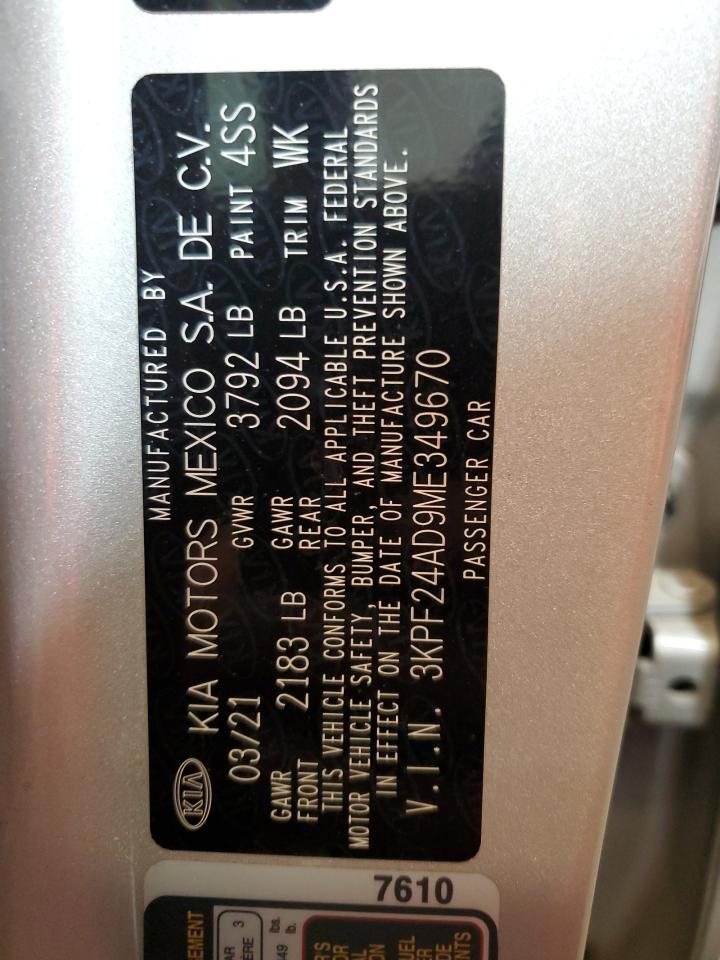 MANUFACTURED BY
KIA KIA MOTORS MEXICO S.A. DE C.V.
03/21 GVWR 3792 LB PAINT 4SS
GAWR FRONT 2183 LB GAWR REAR 2094 LB TRIM WK
THIS VEHICLE CONFORMS TO ALL APPLICABLE U.S.A. FEDERAL
MOTOR VEHICLE SAFETY, BUMPER, AND THEFT PREVENTION STANDARDS
IN EFFECT ON THE DATE OF MANUFACTURE SHOWN ABOVE.
V.I.N. 3KPF24AD9ME349670
PASSENGER CAR
7610